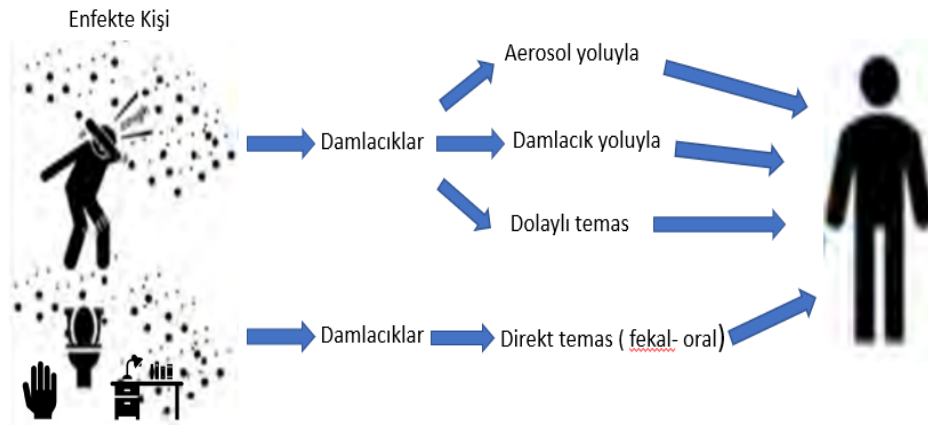 Enfekte Kişi
Aerosol yoluyla
Damlacıklar
Damlacık yoluyla
Dolaylı temas
Damlacıklar
Direkt temas ( fekal- oral)